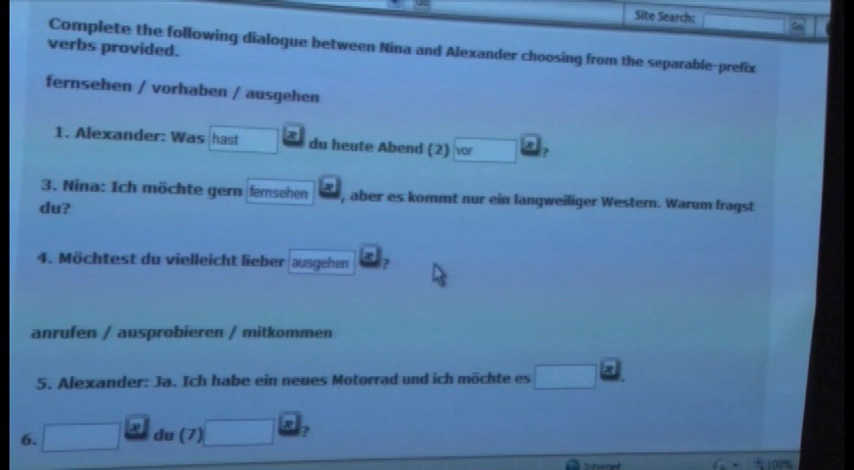 Site Search:
Go
Complete the following dialogue between Nina and Alexander choosing from the separable-prefix
verbs provided.
fernsehen / vorhaben / ausgehen
1. Alexander: Was hast du heute Abend (2) vor ?
3. Nina: Ich möchte gern fernsehen , aber es kommt nur ein langweiliger Western. Warum fragst
du?
4. Möchtest du vielleicht lieber ausgehen ?
anrufen / ausprobieren / mitkommen
5. Alexander: Ja. Ich habe ein neues Motorrad und ich möchte es .
6. du (7) ?
Internet
100%